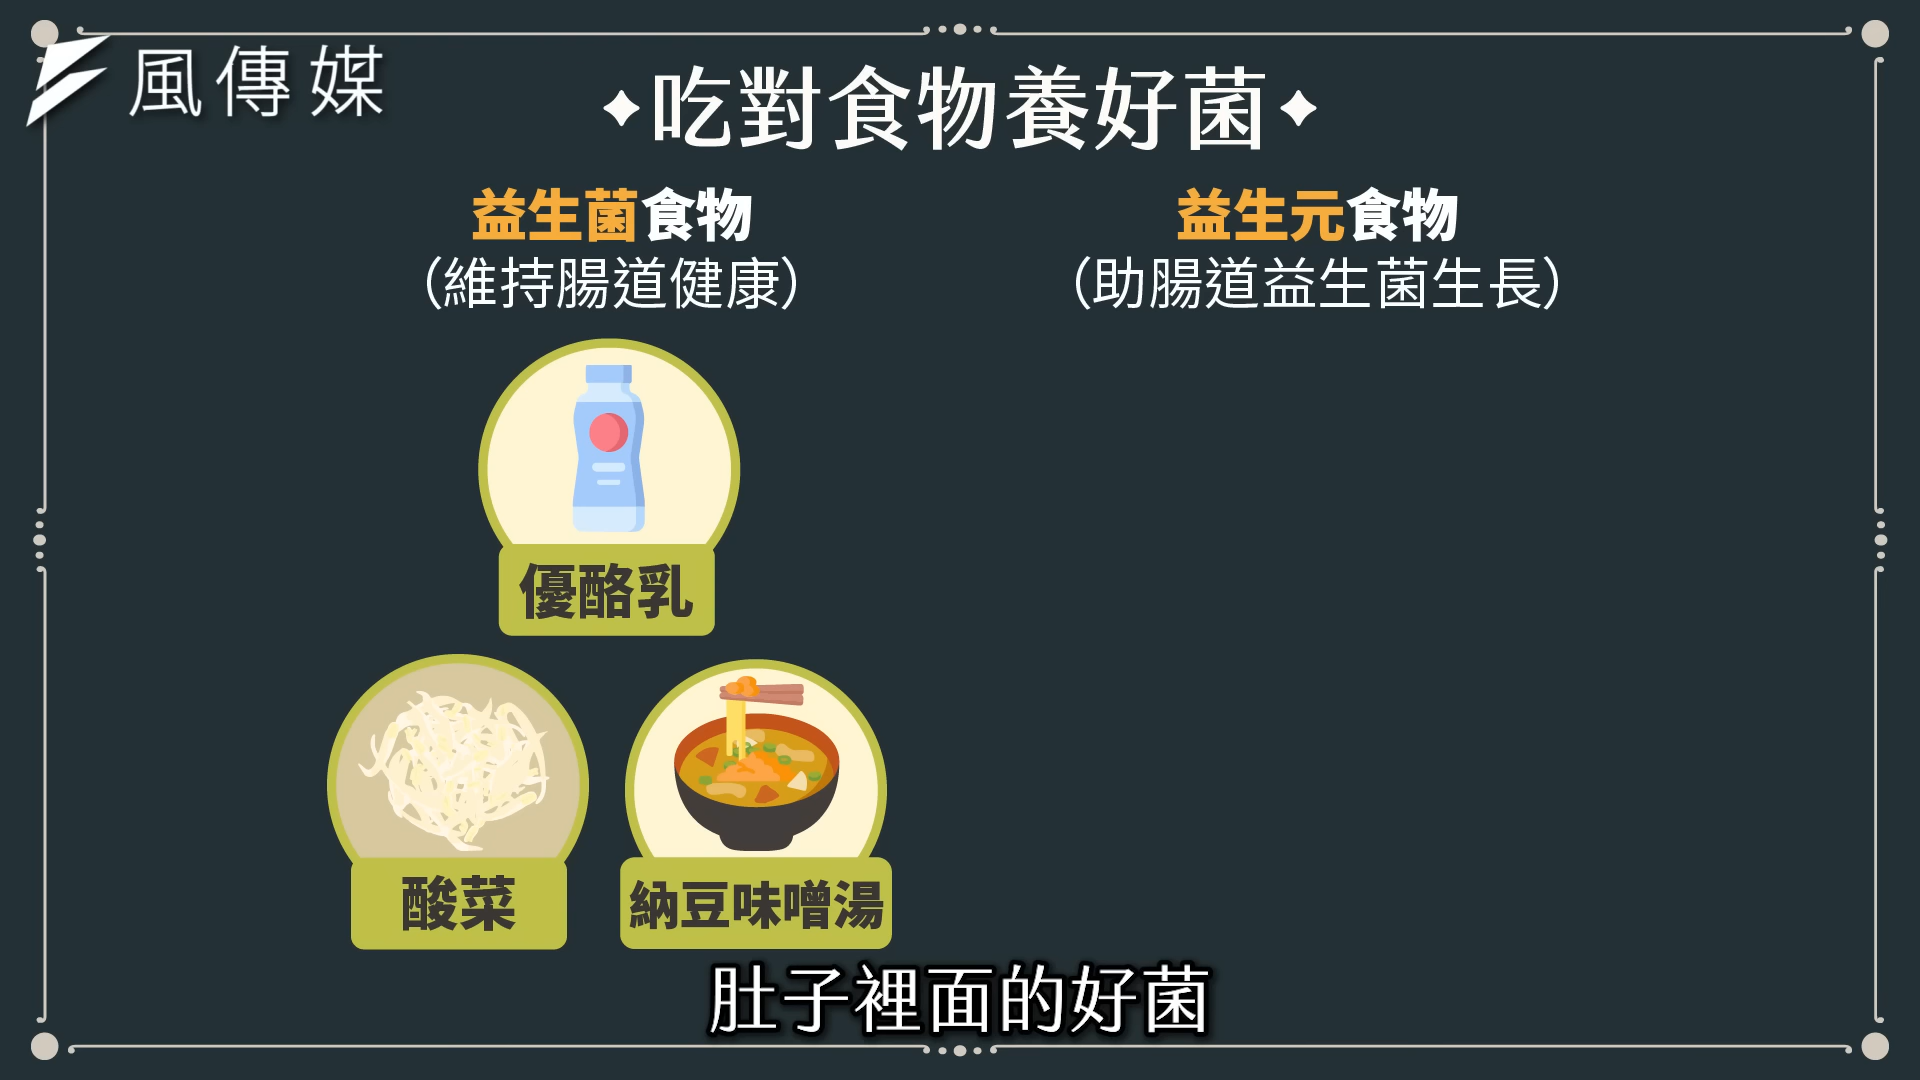 風傳媒
吃對食物養好菌
益生菌食物
（維持腸道健康）
益生元食物
（助腸道益生菌生長）
優酪乳
酸菜
納豆味噌湯
肚子裡面的好菌